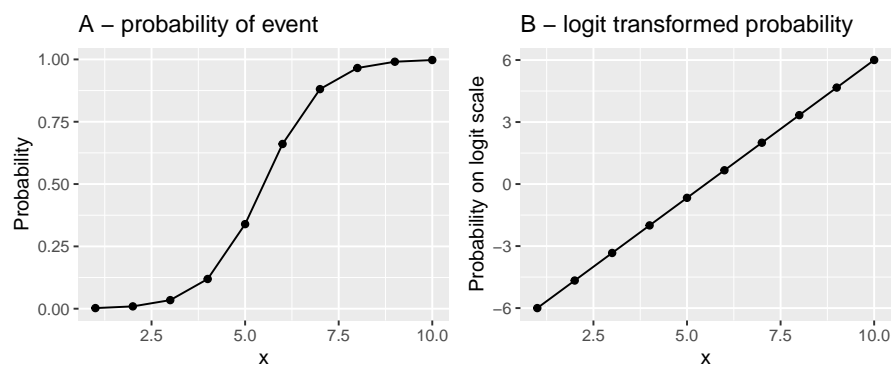 A – probability of event
1.00
0.75
0.50
0.25
0.00
Probability
2.5 5.0 7.5 10.0
x
B – logit transformed probability
6
3
0
−3
−6
Probability on logit scale
2.5 5.0 7.5 10.0
x